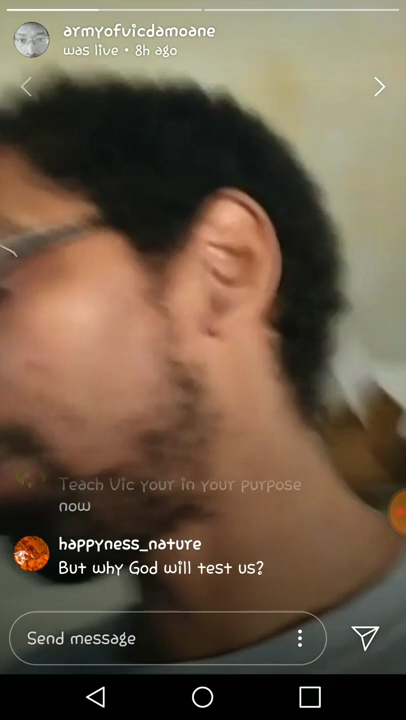 armyofvicdamoane
was live • 8h ago
Teach Vic your in your purpose
now
happyness_nature
But why God will test us?
Send message